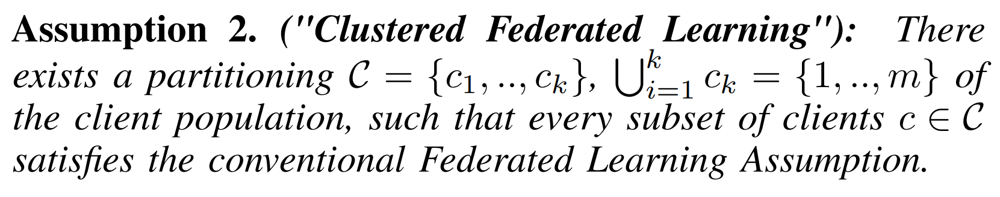 Assumption 2. ("Clustered Federated Learning"): There
exists a partitioning $\mathcal{C} = \{c_1, .., c_k\}$, $\bigcup_{i=1}^{k} c_k = \{1, .., m\}$ of
the client population, such that every subset of clients $c \in \mathcal{C}$
satisfies the conventional Federated Learning Assumption.